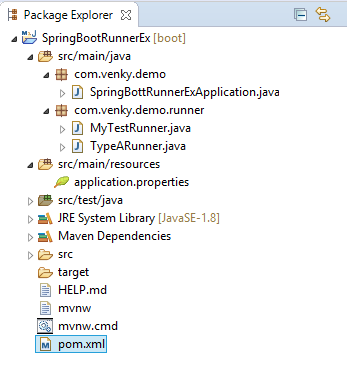 Package Explorer
SpringBootRunnerEx [boot]
src/main/java
com.venky.demo
SpringBottRunnerExApplication.java
com.venky.demo.runner
MyTestRunner.java
TypeARunner.java
src/main/resources
application.properties
src/test/java
JRE System Library [JavaSE-1.8]
Maven Dependencies
src
target
HELP.md
mvnw
mvnw.cmd
pom.xml